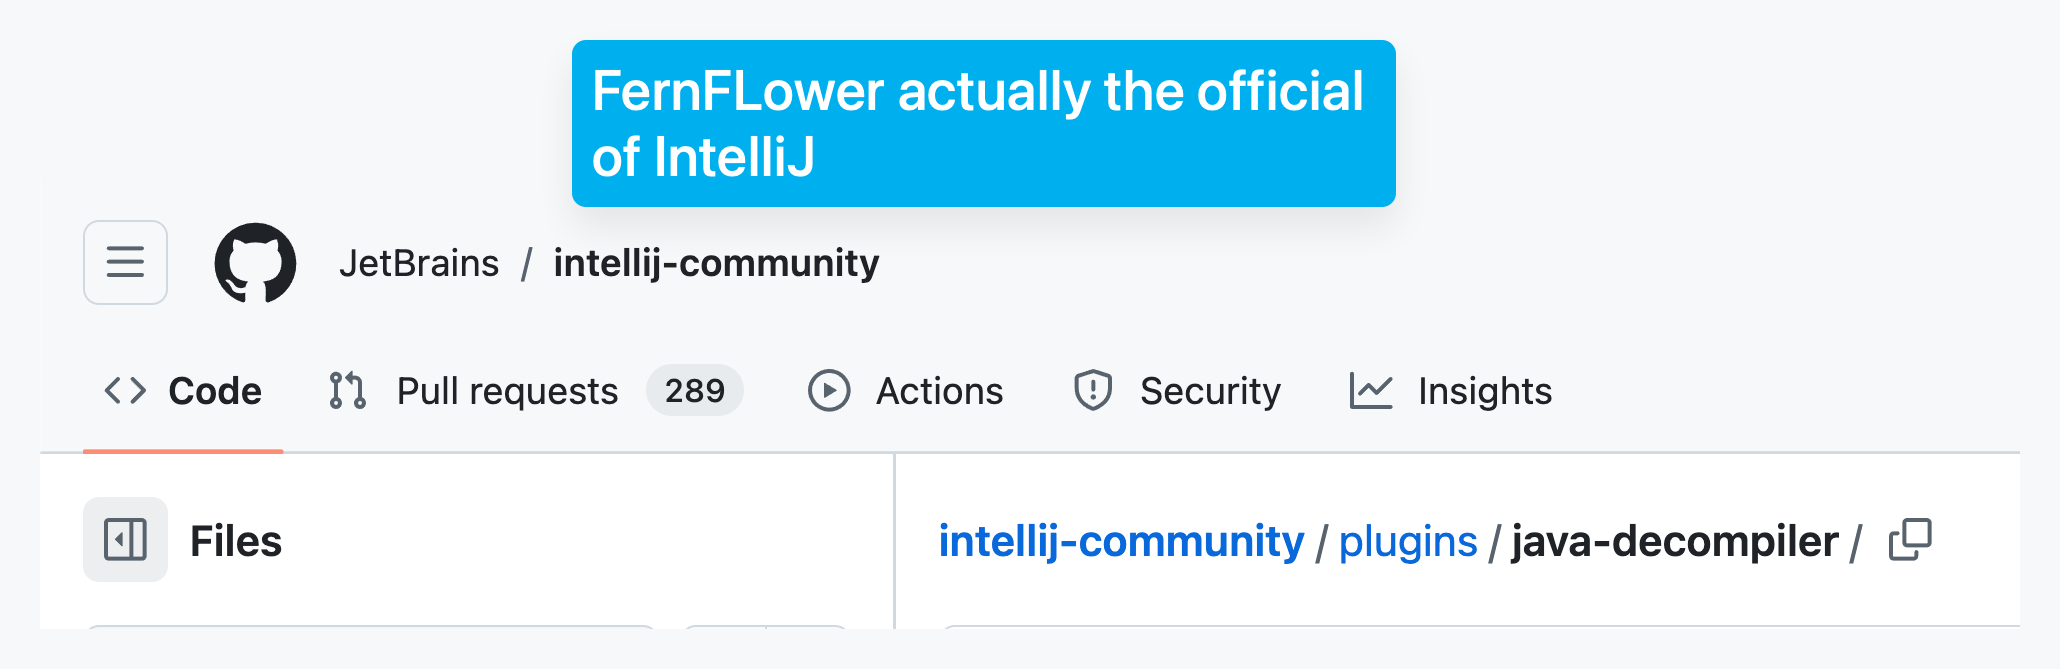 FernFLower actually the official
of IntelliJ
JetBrains / intellij-community
Code Pull requests 289 Actions Security Insights
Files
intellij-community / plugins / java-decompiler /